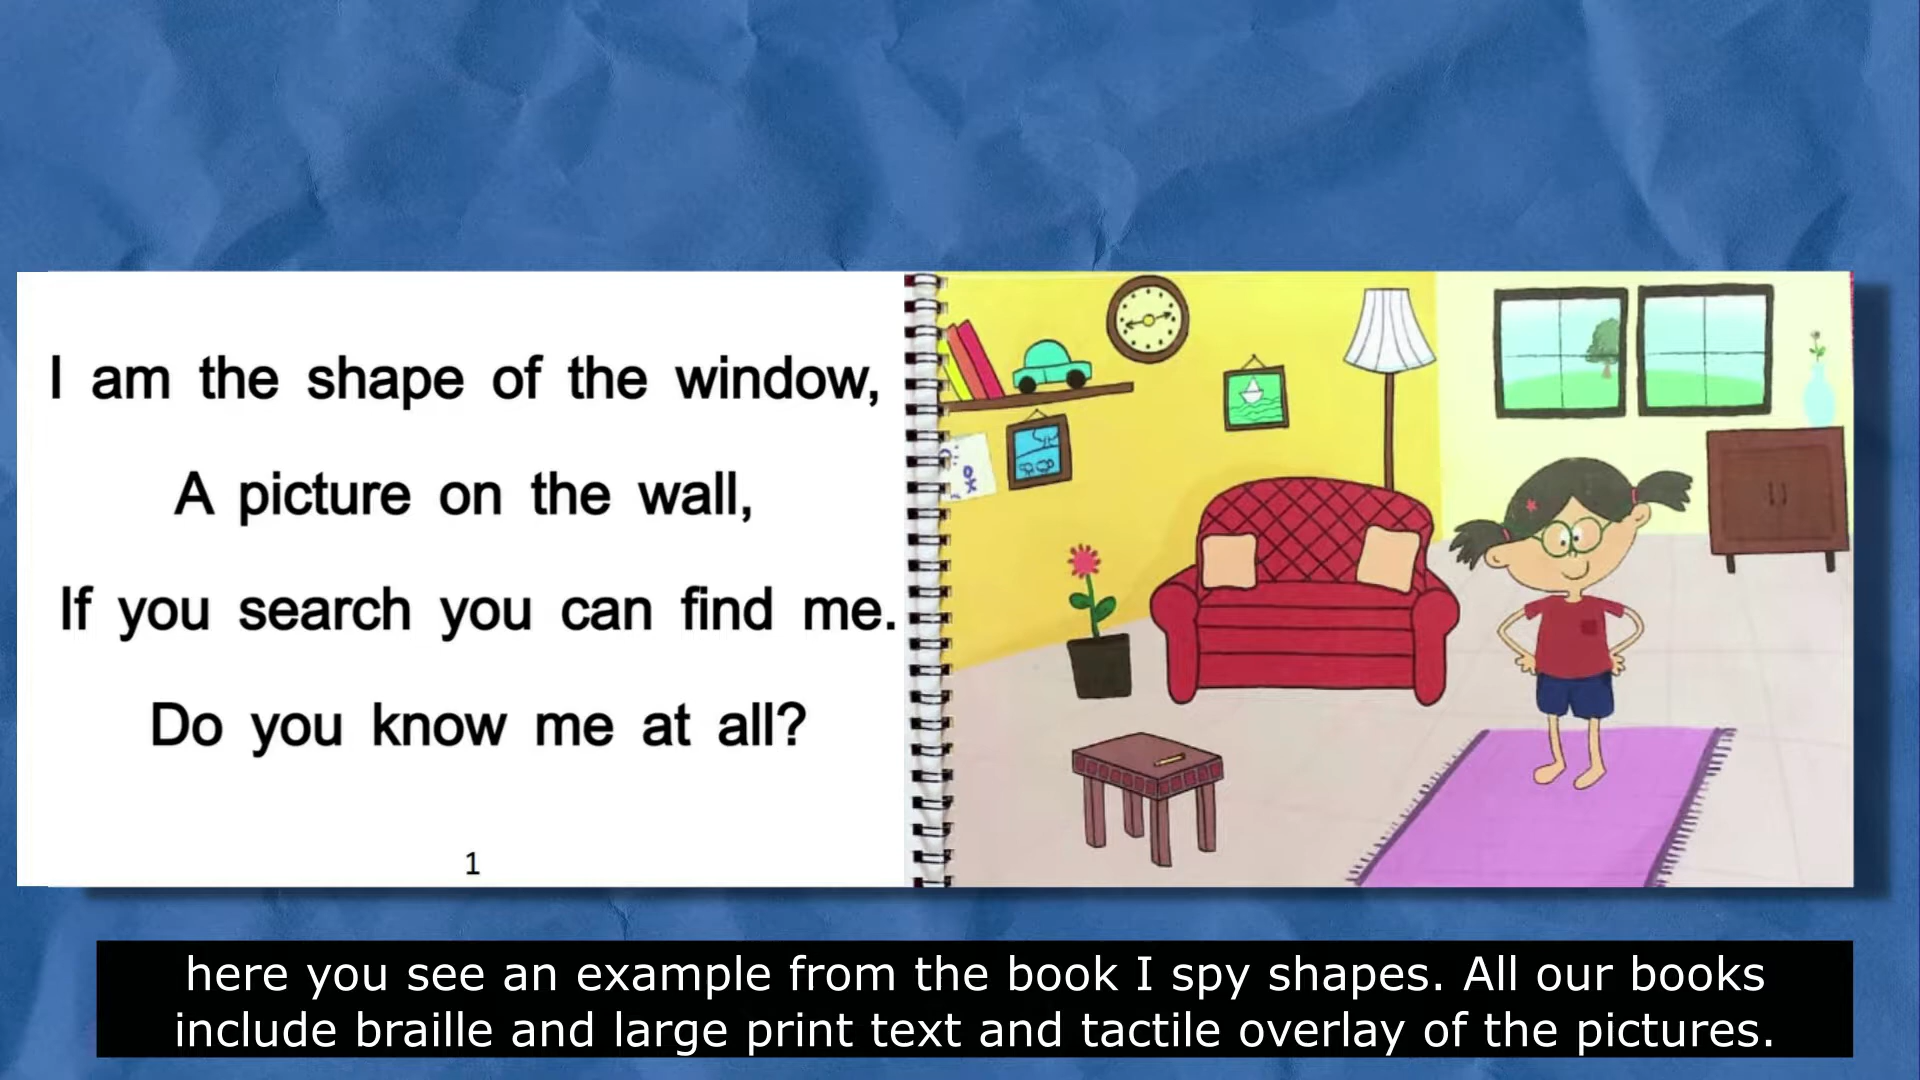 I am the shape of the window,
A picture on the wall,
If you search you can find me.
Do you know me at all?
1
here you see an example from the book I spy shapes. All our books
include braille and large print text and tactile overlay of the pictures.